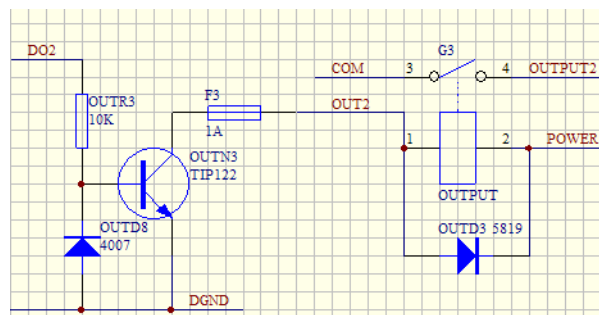 DO2
G3
COM
3
4
OUTPUT2
OUTR3
10K
F3
1A
OUT2
OUTN3
TIP122
1
2
POWER
OUTPUT
OUTD8
4007
OUTD3 5819
DGND